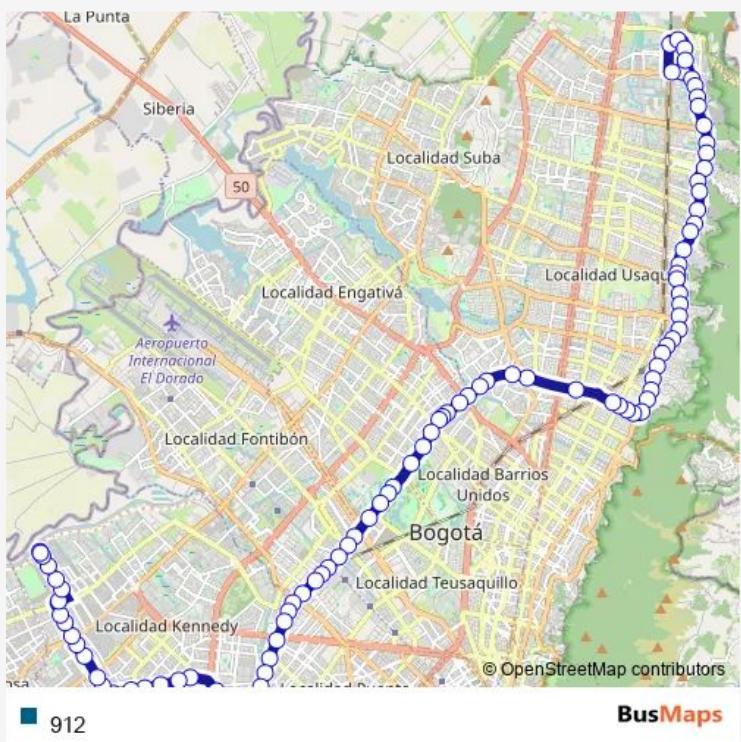 La Punta
Siberia
50
Localidad Suba
Localidad Engativá
Localidad Usaqu
Aeropuerto
Internacional
El Dorado
Localidad Fontibón
Localidad Barrios
Unidos
Bogotá
Localidad Teusaquillo
Localidad Kennedy
© OpenStreetMap contributors
912
BusMaps